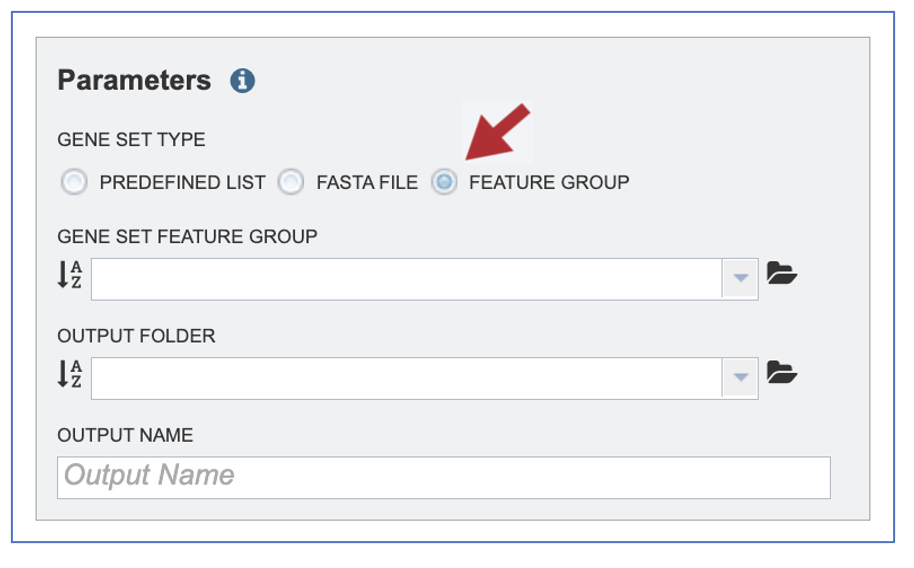 Parameters
GENE SET TYPE
PREDEFINED LIST FASTA FILE FEATURE GROUP
GENE SET FEATURE GROUP
OUTPUT FOLDER
OUTPUT NAME
Output Name